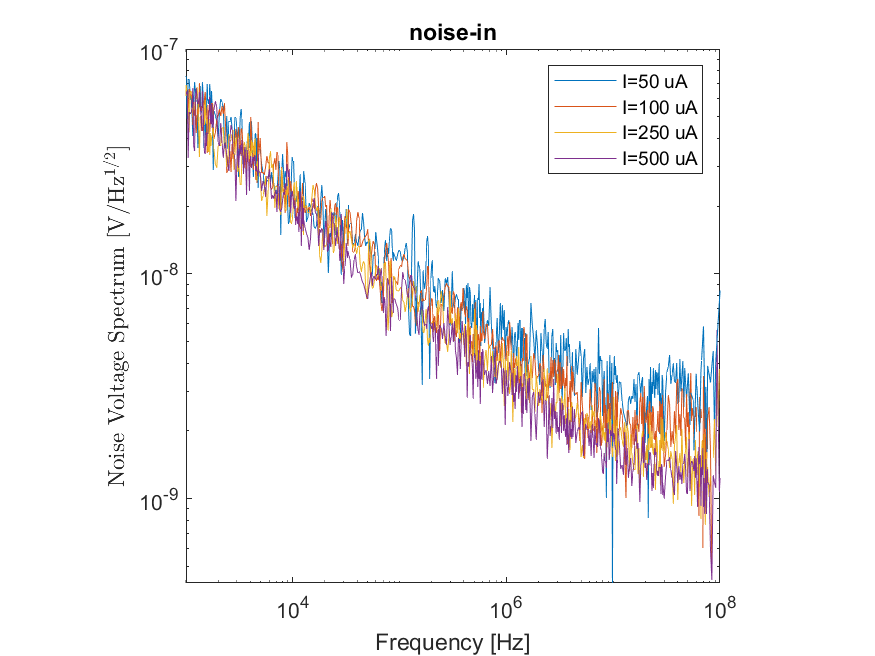 noise-in
10^-7
10^-8
10^-9
Noise Voltage Spectrum [V/Hz^1/2]
I=50 uA
I=100 uA
I=250 uA
I=500 uA
10^4
10^6
10^8
Frequency [Hz]